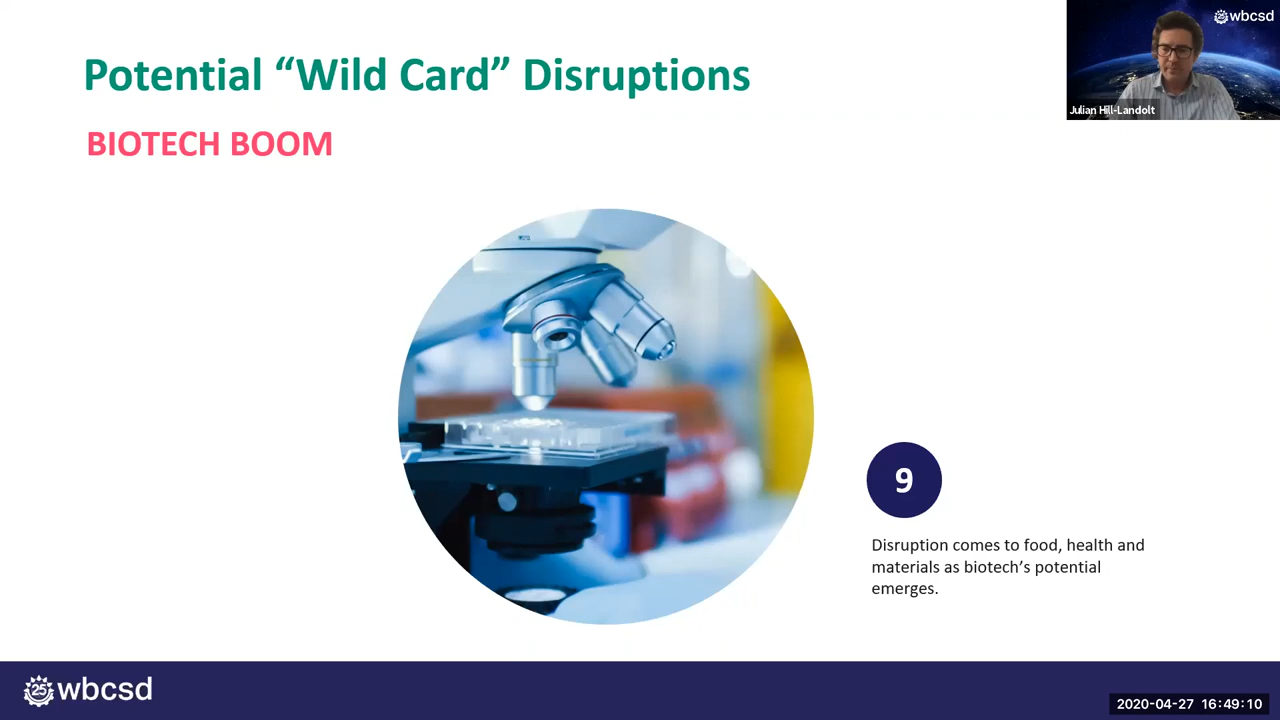 Potential “Wild Card” Disruptions
BIOTECH BOOM
wbcsd
Julian Hill-Landolt
9
Disruption comes to food, health and
materials as biotech’s potential
emerges.
25 wbcsd
2020-04-27 16:49:10